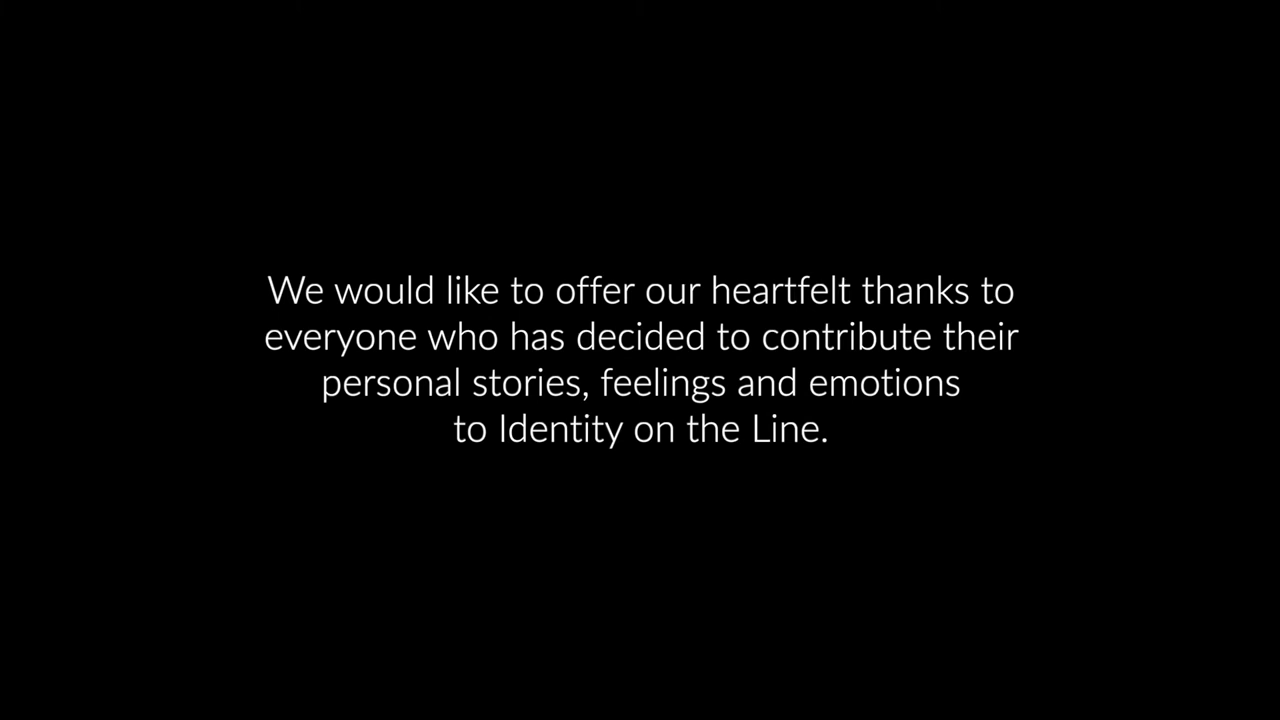 We would like to offer our heartfelt thanks to
everyone who has decided to contribute their
personal stories, feelings and emotions
to Identity on the Line.